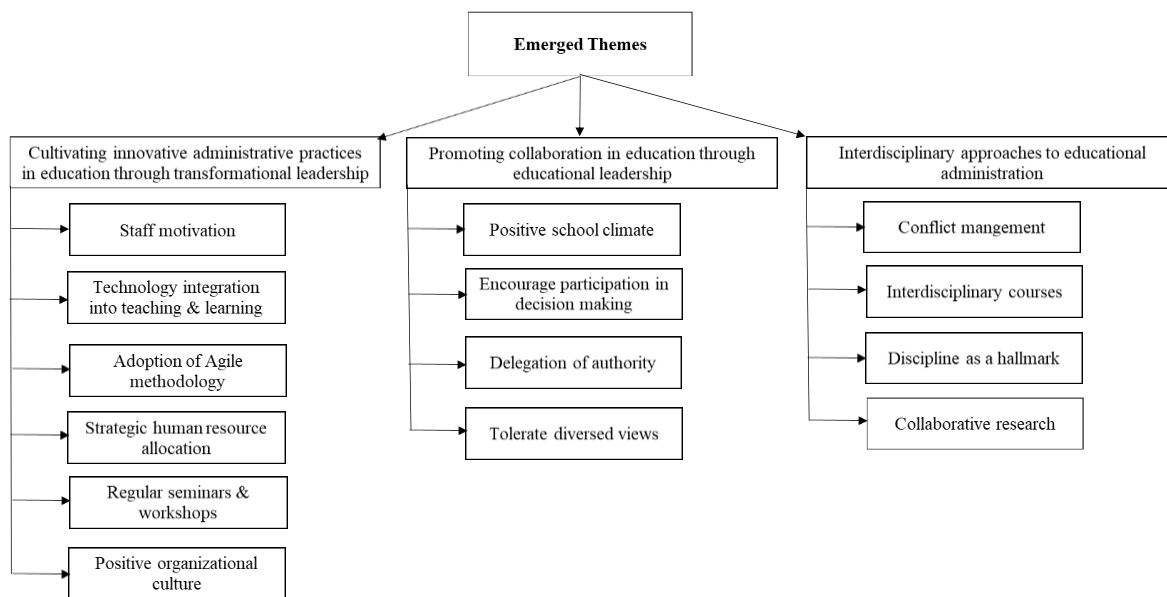 Emerged Themes
Cultivating innovative administrative practices
in education through transformational leadership
Staff motivation
Technology integration
into teaching & learning
Adoption of Agile
methodology
Strategic human resource
allocation
Regular seminars &
workshops
Positive organizational
culture
Promoting collaboration in education through
educational leadership
Positive school climate
Encourage participation in
decision making
Delegation of authority
Tolerate diversed views
Interdisciplinary approaches to educational
administration
Conflict mangement
Interdisciplinary courses
Discipline as a hallmark
Collaborative research